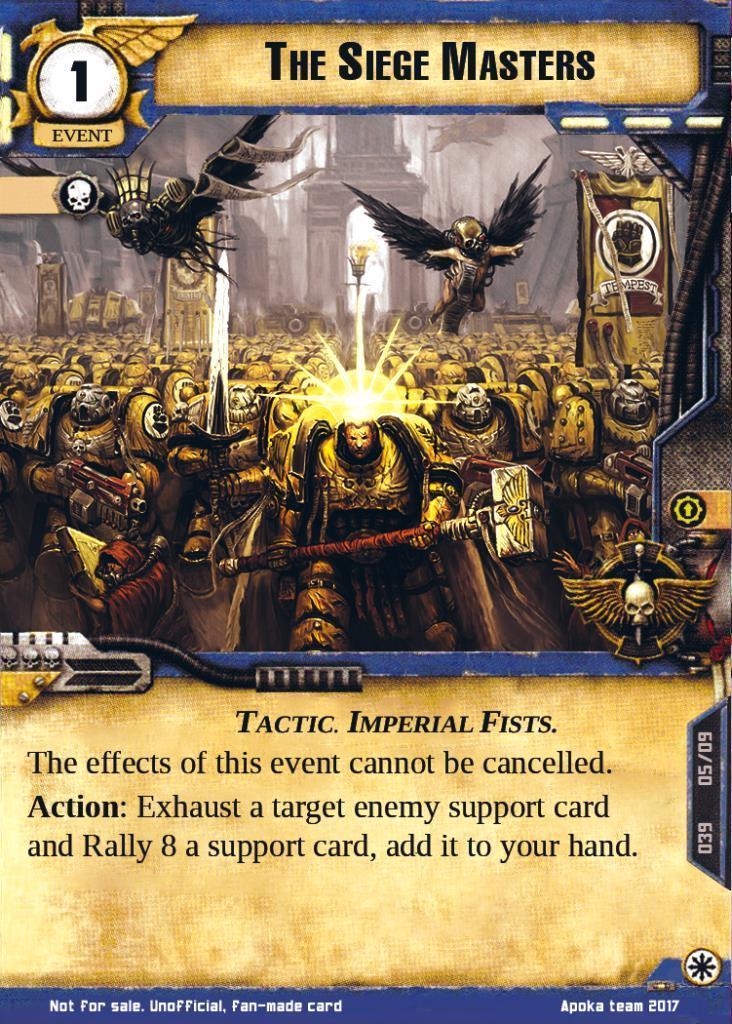 1
THE SIEGE MASTERS
EVENT
TEMPEST
TACTIC. IMPERIAL FISTS.
The effects of this event cannot be cancelled.
Action: Exhaust a target enemy support card
and Rally 8 a support card, add it to your hand.
039 05/09
Not for sale. Unofficial, fan-made card
Apoka team 2017